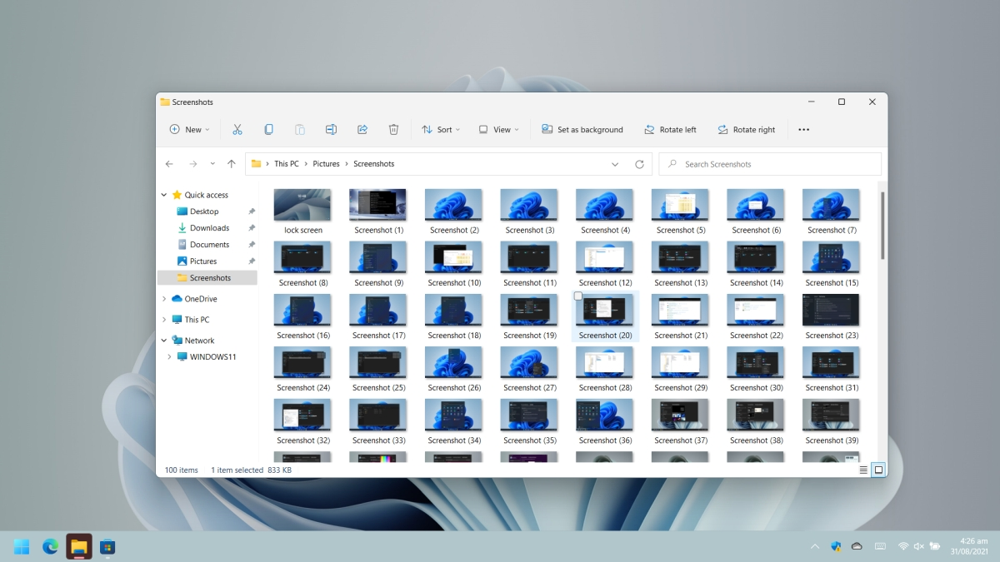 Screenshots
New
Sort
View
Set as background
Rotate left
Rotate right
This PC
Pictures
Screenshots
Search Screenshots
Quick access
Desktop
Downloads
Documents
Pictures
Screenshots
OneDrive
This PC
Network
WINDOWS11
lock screen
Screenshot (1)
Screenshot (2)
Screenshot (3)
Screenshot (4)
Screenshot (5)
Screenshot (6)
Screenshot (7)
Screenshot (8)
Screenshot (9)
Screenshot (10)
Screenshot (11)
Screenshot (12)
Screenshot (13)
Screenshot (14)
Screenshot (15)
Screenshot (16)
Screenshot (17)
Screenshot (18)
Screenshot (19)
Screenshot (20)
Screenshot (21)
Screenshot (22)
Screenshot (23)
Screenshot (24)
Screenshot (25)
Screenshot (26)
Screenshot (27)
Screenshot (28)
Screenshot (29)
Screenshot (30)
Screenshot (31)
Screenshot (32)
Screenshot (33)
Screenshot (34)
Screenshot (35)
Screenshot (36)
Screenshot (37)
Screenshot (38)
Screenshot (39)
100 items
1 item selected 833 KB
4:26 am
31/08/2021